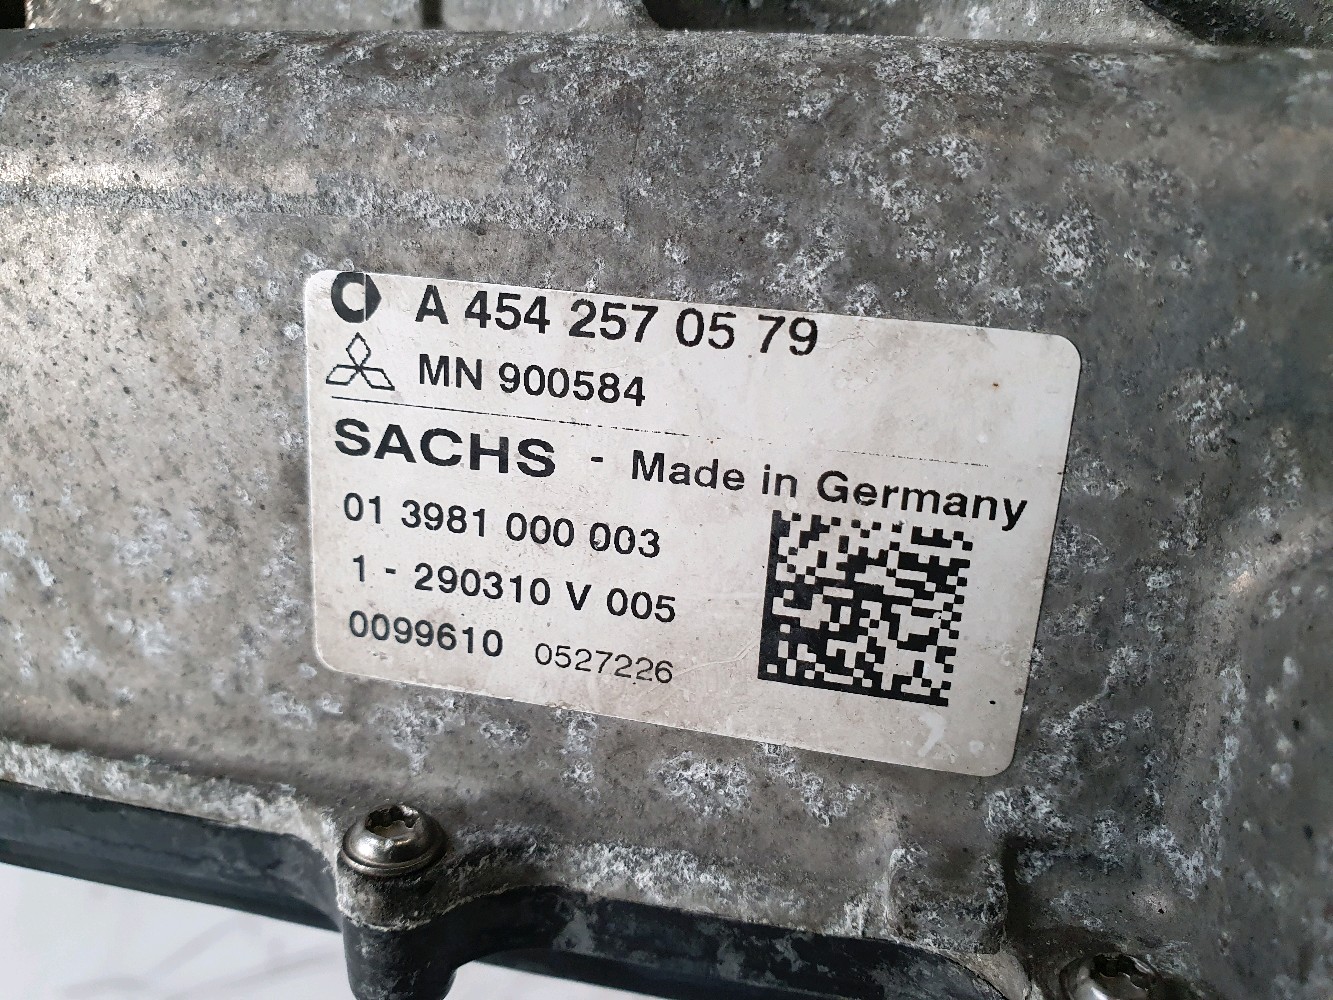 A 454 257 05 79
MN 900584
SACHS - Made in Germany
01 3981 000 003
1 - 290310 V 005
0099610 0527226